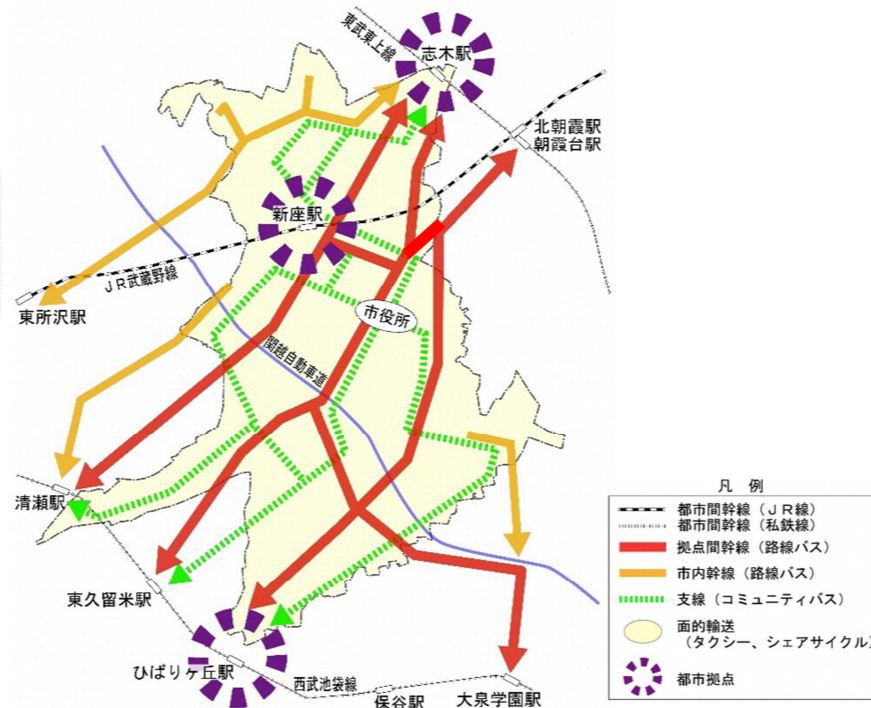 東武東上線
志木駅
北朝霞駅
朝霞台駅
新座駅
JR武蔵野線
東所沢駅
市役所
関越自動車道
清瀬駅
東久留米駅
ひばりヶ丘駅
西武池袋線
保谷駅
大泉学園駅
凡 例
都市間幹線(JR線)
都市間幹線(私鉄線)
拠点間幹線(路線バス)
市内幹線(路線バス)
支線(コミュニティバス)
面的輸送
(タクシー、シェアサイクル)
都市拠点